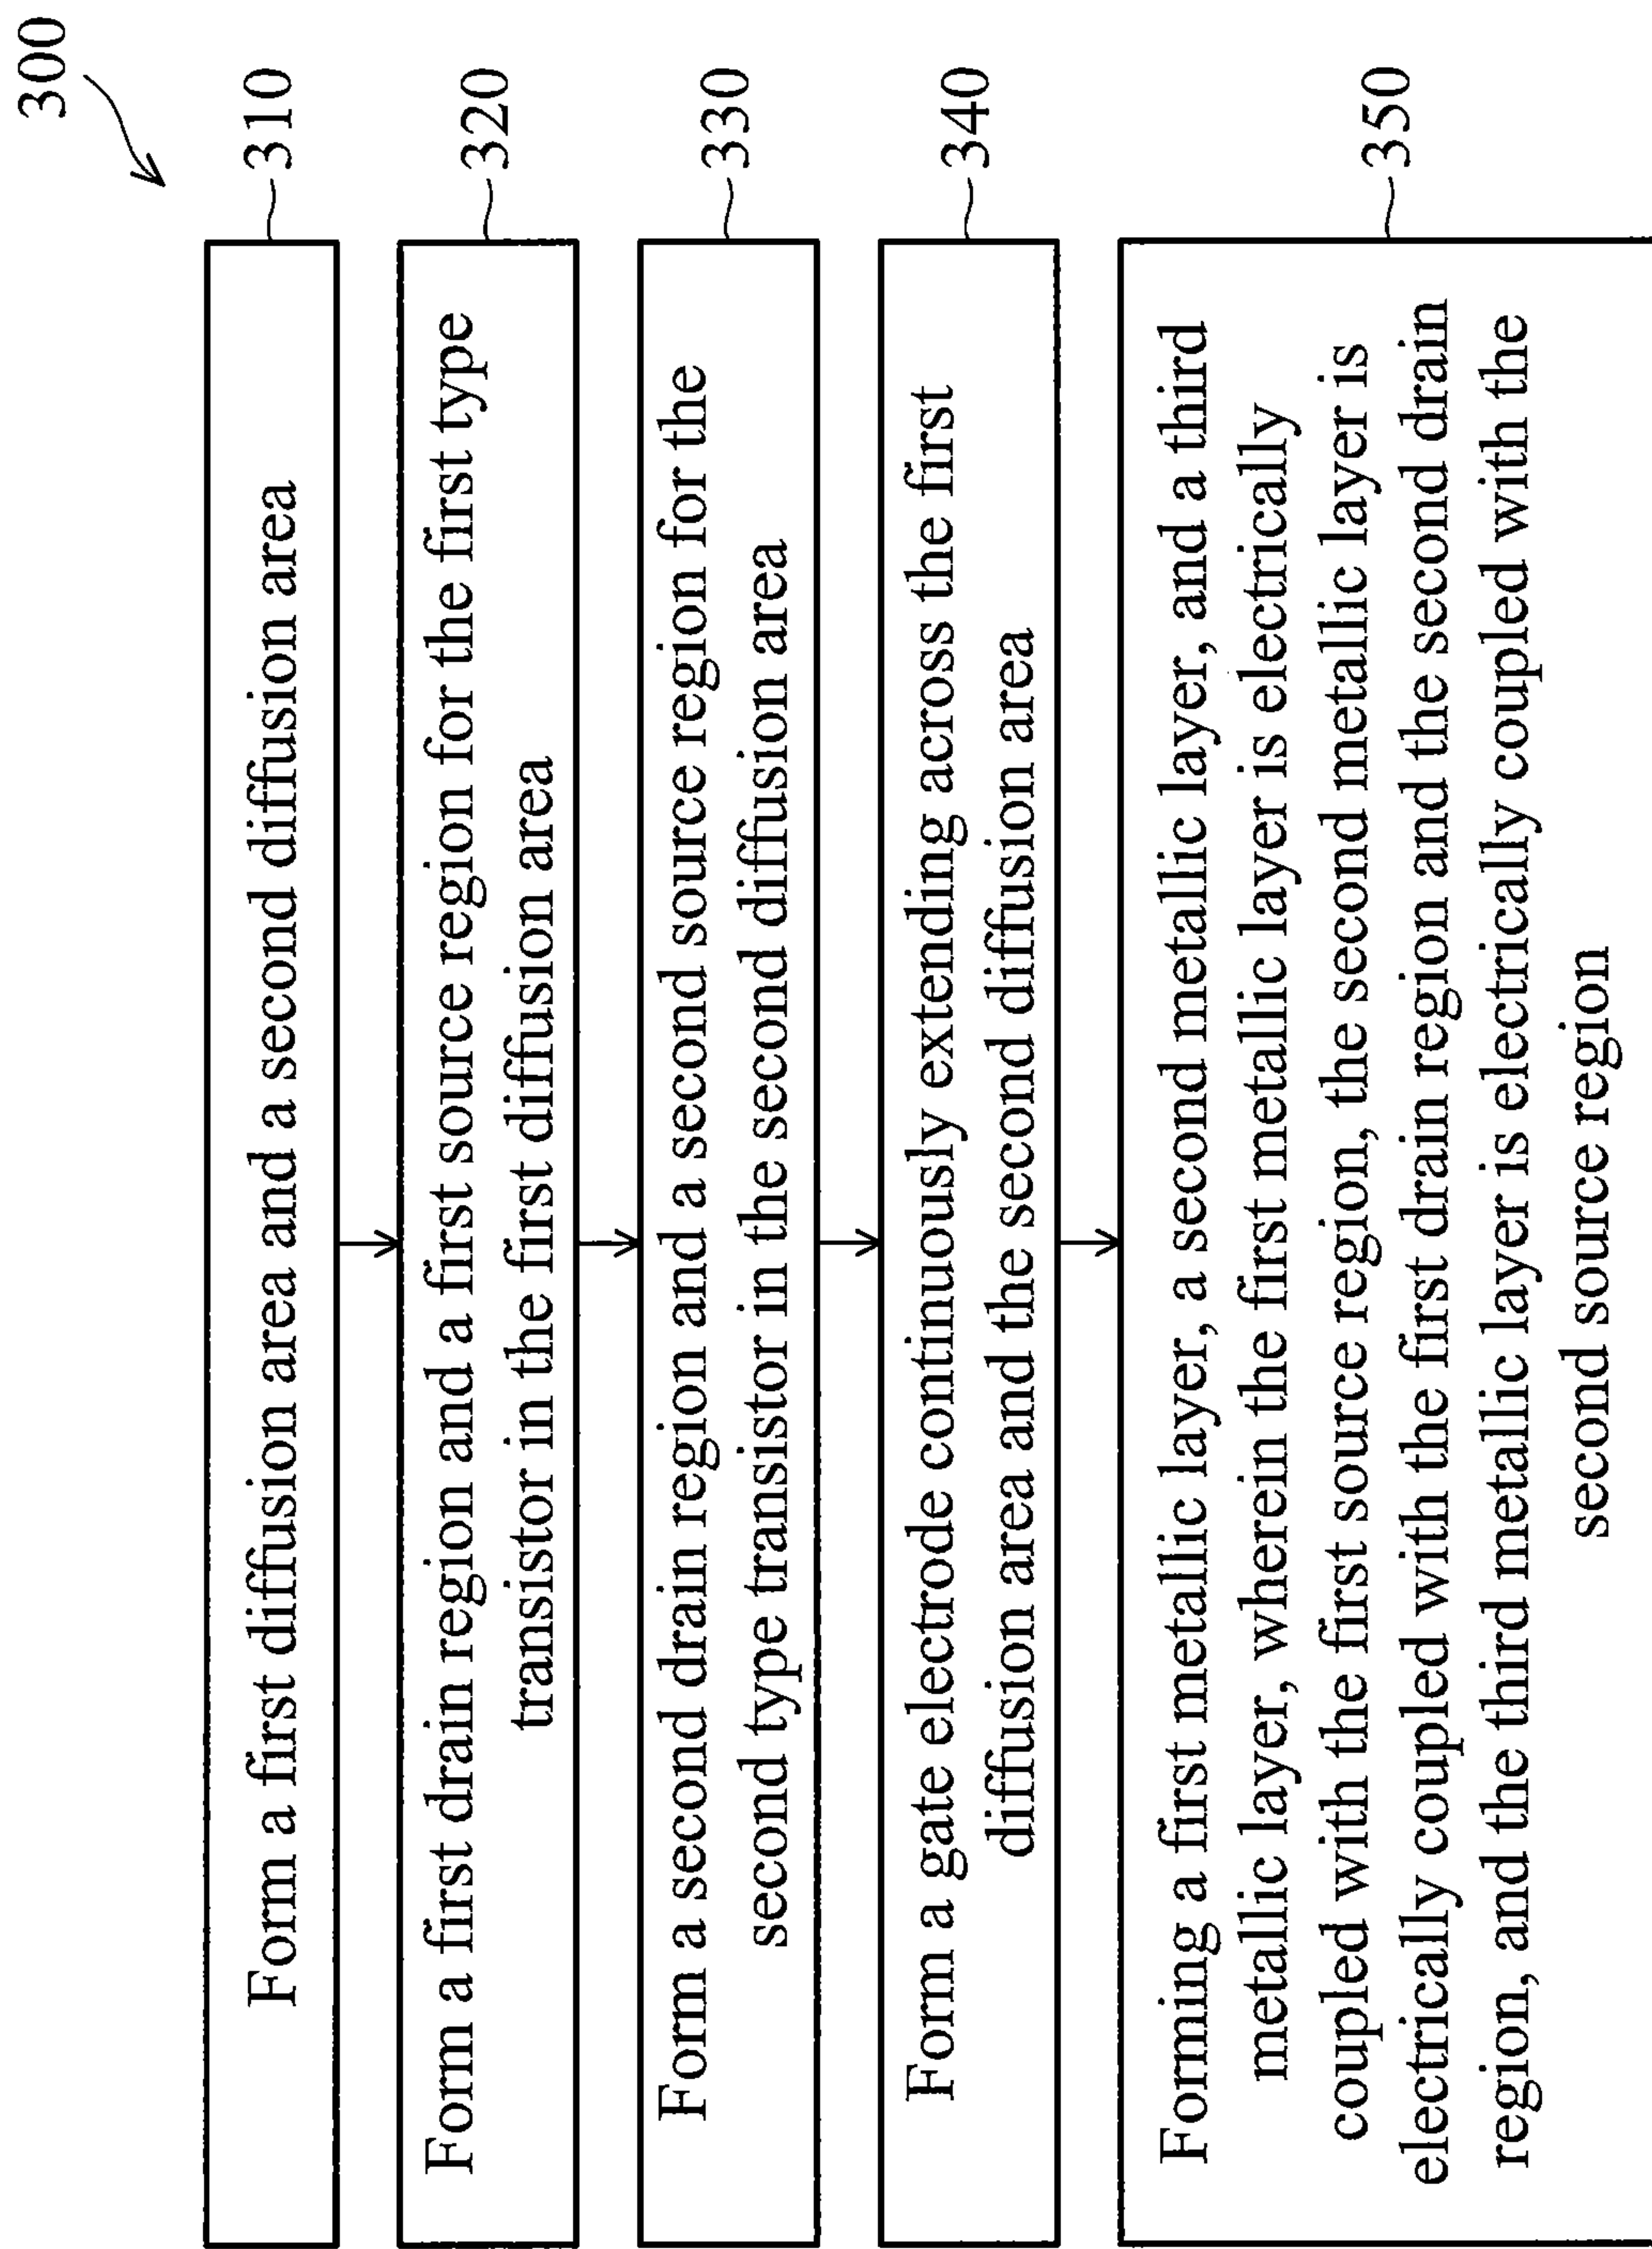 300
Form a first diffusion area and a second diffusion area
310
Form a first drain region and a first source region for the first type
transistor in the first diffusion area
320
Form a second drain region and a second source region for the
second type transistor in the second diffusion area
330
Form a gate electrode continuously extending across the first
diffusion area and the second diffusion area
340
Forming a first metallic layer, a second metallic layer, and a third
metallic layer, wherein the first metallic layer is electrically
coupled with the first source region, the second metallic layer is
electrically coupled with the first drain region and the second drain
region, and the third metallic layer is electrically coupled with the
second source region
350